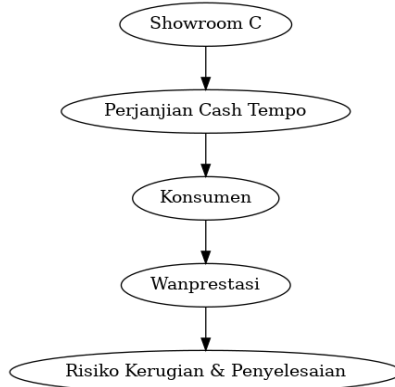 Showroom C
Perjanjian Cash Tempo
Konsumen
Wanprestasi
Risiko Kerugian & Penyelesaian